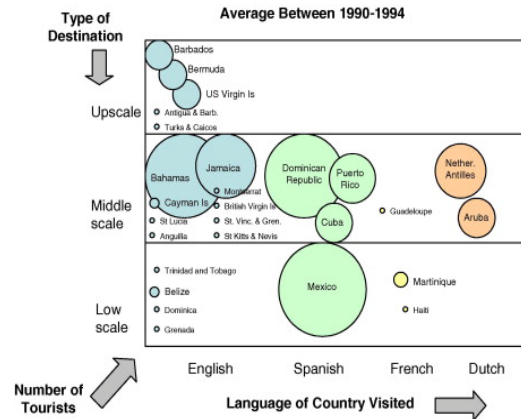 Type of
Destination
Average Between 1990-1994
Barbados
Bermuda
US Virgin Is
Upscale
Antigua & Barb.
Turks & Caicos
Bahamas
Jamaica
Dominican
Republic
Puerto
Rico
Nether.
Antilles
Montserrat
Middle
scale
Cayman Is
British Virgin Is
Cuba
Guadeloupe
Aruba
St Lucia
St. Vinc. & Gren.
Anguilla
St Kitts & Nevis
Trinidad and Tobago
Belize
Mexico
Martinique
Low
scale
Dominica
Haiti
Grenada
English
Spanish
French
Dutch
Number of
Tourists
Language of Country Visited